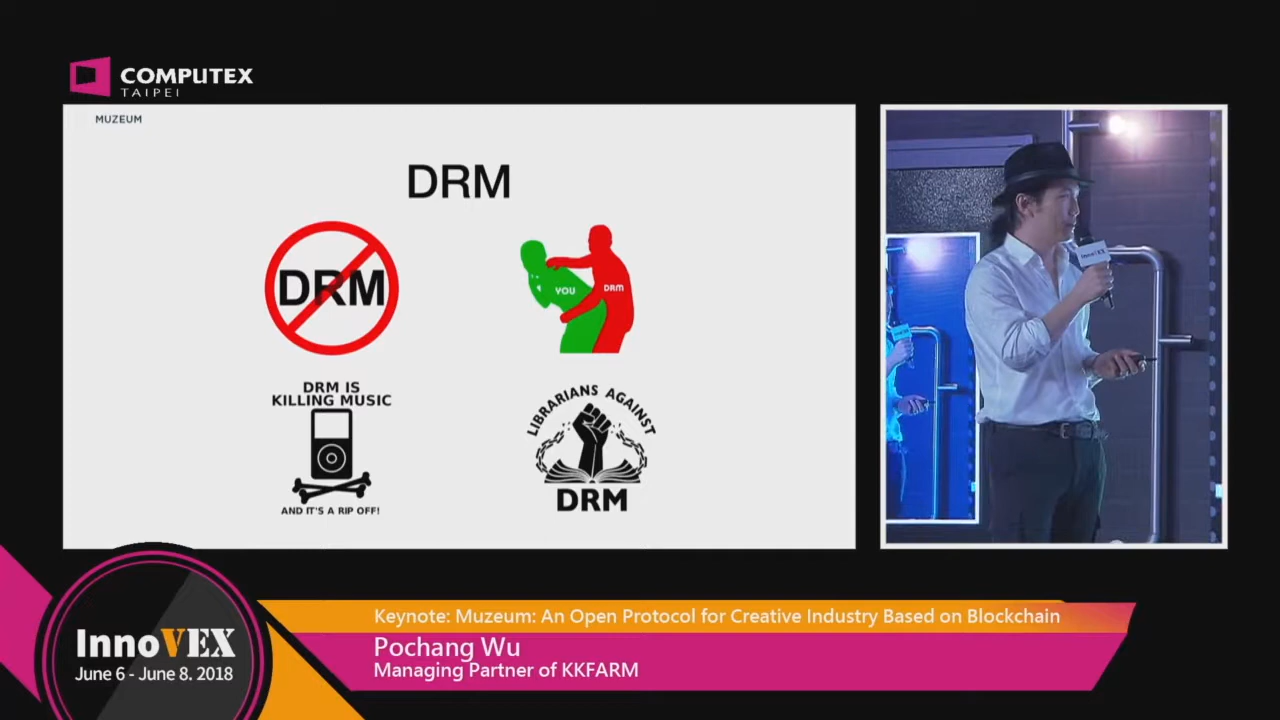 COMPUTEX
TAIPEI
MUZEUM
DRM
DRM
YOU
DRM
DRM IS
KILLING MUSIC
AND IT'S A RIP OFF!
LIBRARIANS AGAINST
DRM
InnoVEX
Keynote: Muzeum: An Open Protocol for Creative Industry Based on Blockchain
Pochang Wu
Managing Partner of KKFARM
InnoVEX
June 6 - June 8. 2018